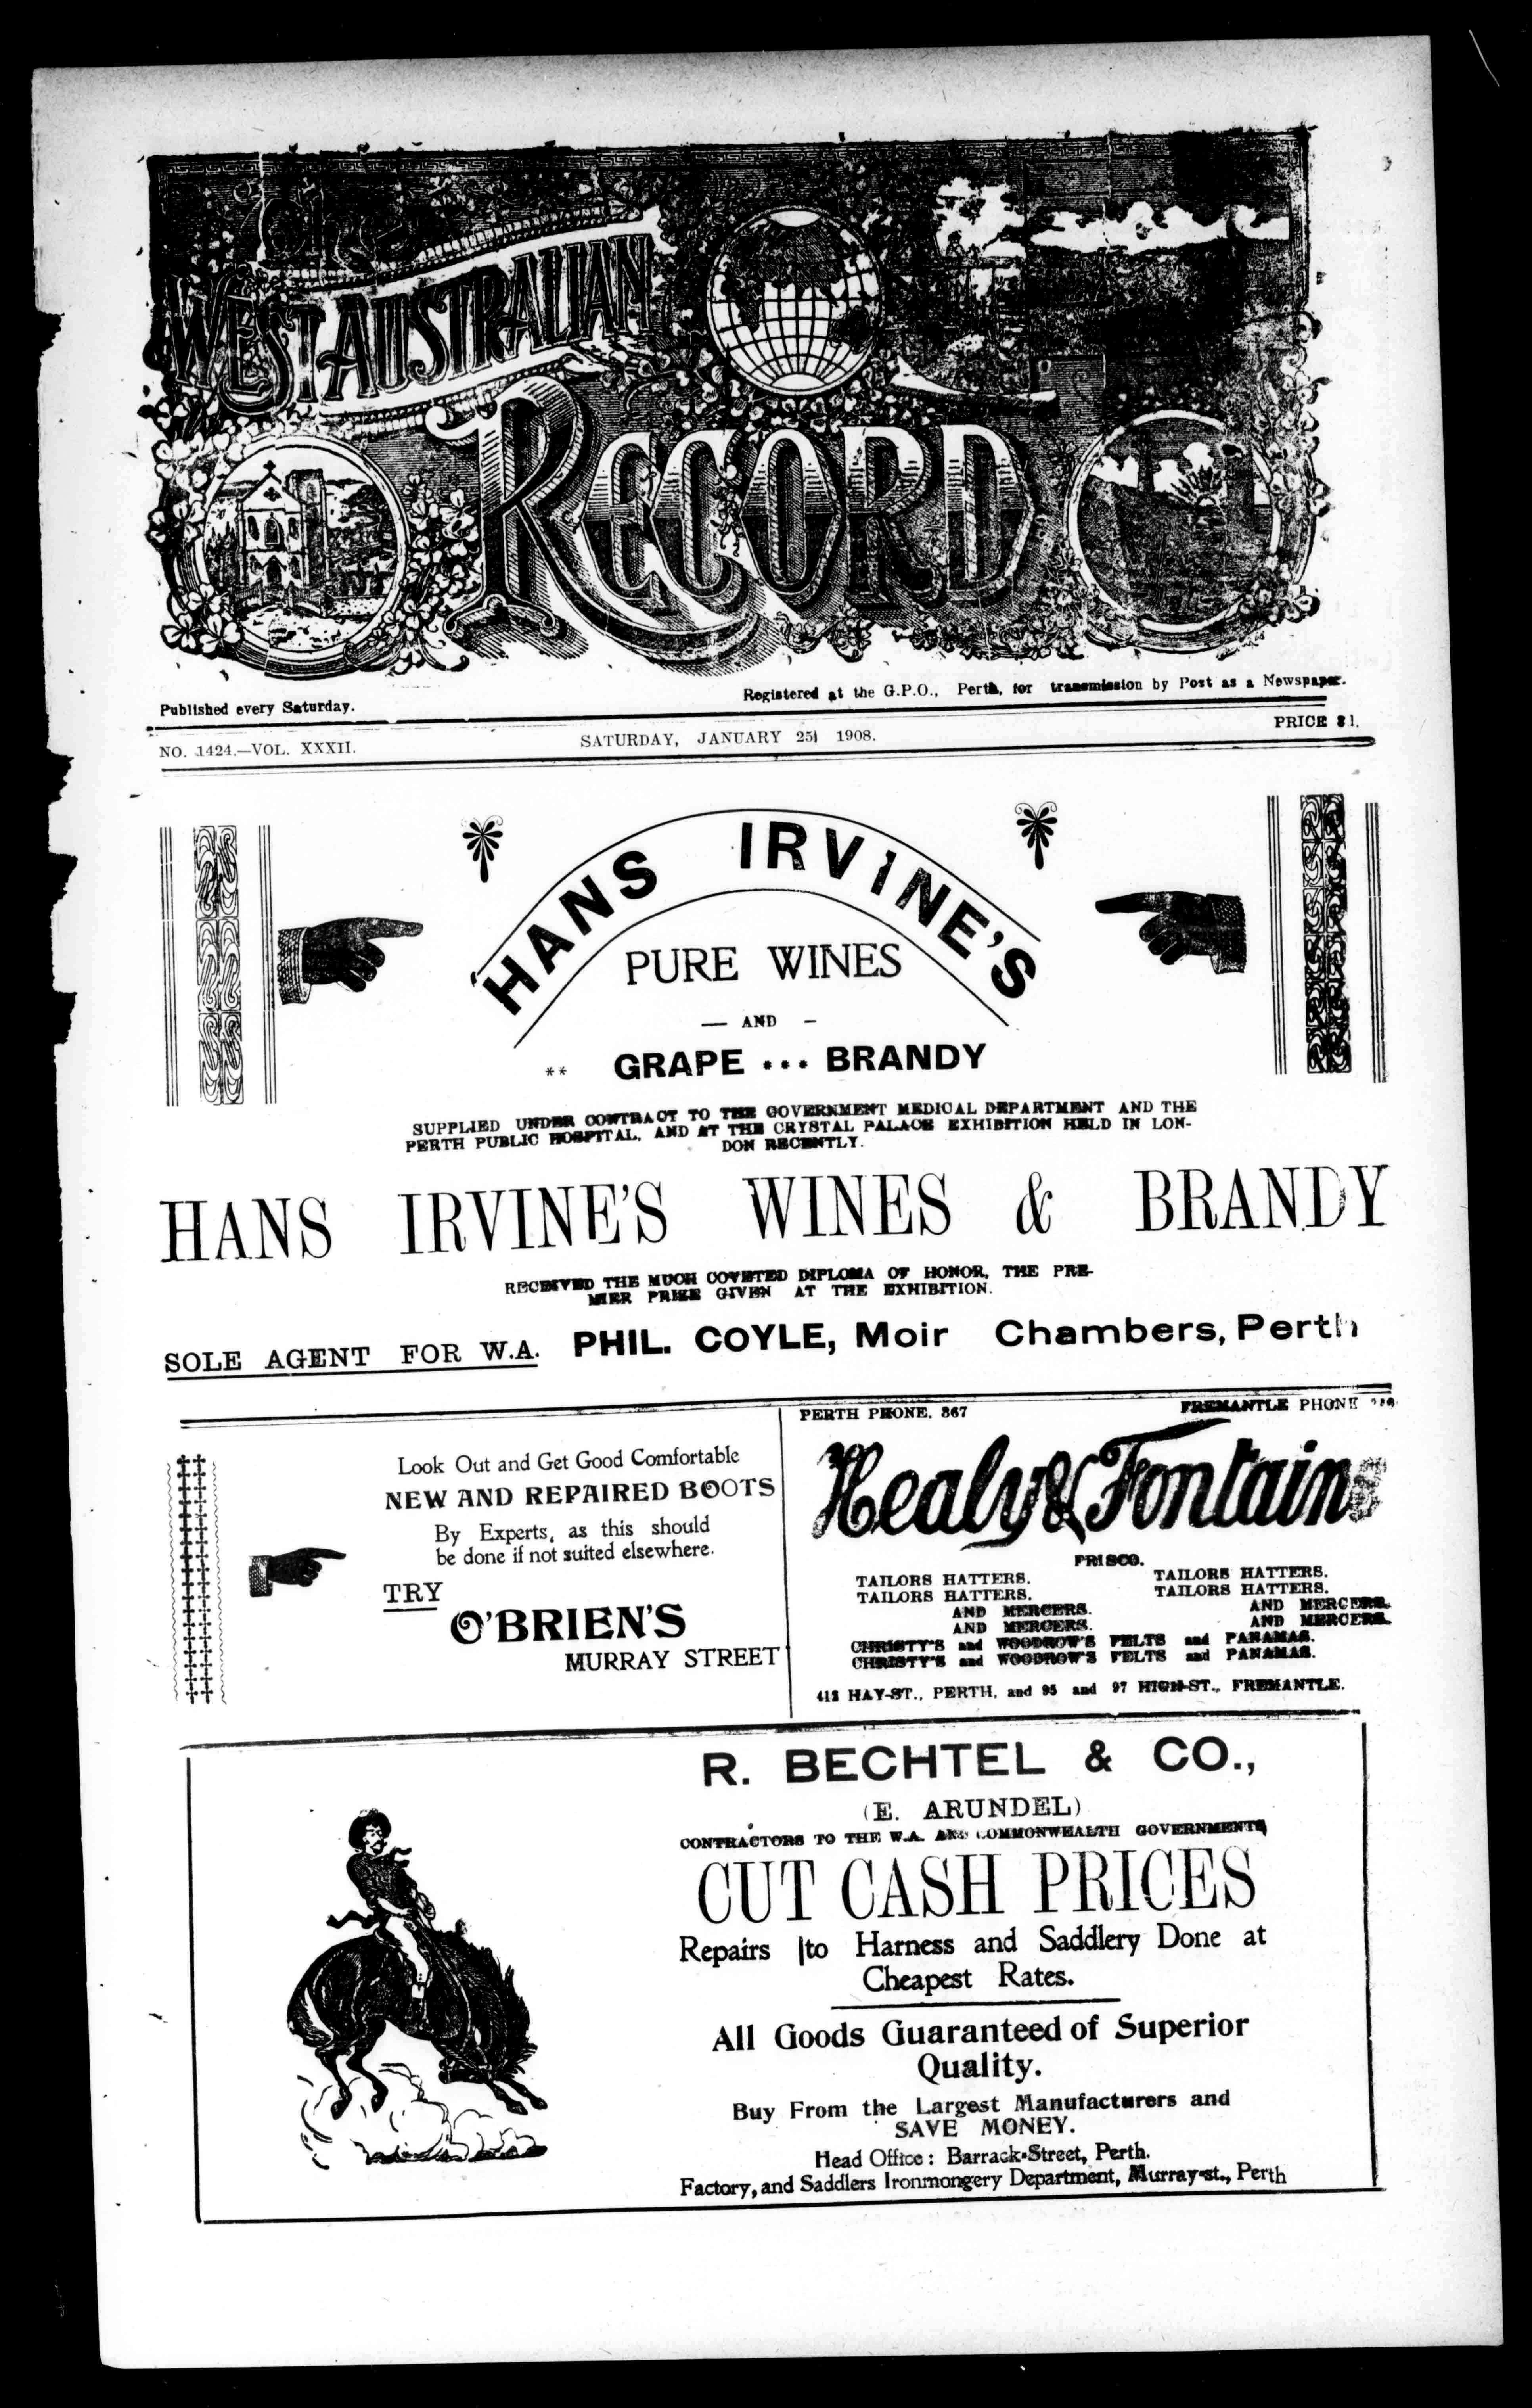 The
WEST AUSTRALIAN
RECORD
Published every Saturday.
Registered at the G.P.O., Perth, for transmission by Post as a Newspaper.
NO. 1424.—VOL. XXXII.
SATURDAY, JANUARY 25, 1908.
PRICE
HANS IRVINE'S
PURE WINES
— AND —
** GRAPE ... BRANDY
SUPPLIED UNDER CONTRACT TO THE GOVERNMENT MEDICAL DEPARTMENT AND THE
PERTH PUBLIC HOSPITAL, AND AT THE CRYSTAL PALACE EXHIBITION HELD IN LON-
DON RECENTLY.
HANS IRVINE'S WINES & BRANDY
RECEIVED THE MUCH COVETED DIPLOMA OF HONOR, THE PRE-
MIER PRIZE GIVEN AT THE EXHIBITION.
SOLE AGENT FOR W.A. PHIL. COYLE, Moir Chambers, Perth
Look Out and Get Good Comfortable
NEW AND REPAIRED BOOTS
By Experts, as this should
be done if not suited elsewhere.
TRY
O'BRIEN'S
MURRAY STREET
PERTH PHONE. 867
FREMANTLE PHONE
Healy & Fontaine
FRISCO.
TAILORS HATTERS. TAILORS HATTERS.
TAILORS HATTERS. TAILORS HATTERS.
AND MERCERS. AND MERCERS.
AND MERCERS. AND MERCERS.
CHRISTY'S and WOODROW'S FELTS and PANAMAS.
CHRISTY'S and WOODROW'S FELTS and PANAMAS.
HAY-ST., PERTH, and 95 and 97 HIGH-ST., FREMANTLE.
R. BECHTEL & CO.,
(E. ARUNDEL)
CONTRACTORS TO THE W.A. AND COMMONWEALTH GOVERNMENTS
CUT CASH PRICES
Repairs to Harness and Saddlery Done at
Cheapest Rates.
All Goods Guaranteed of Superior
Quality.
Buy From the Largest Manufacturers and
SAVE MONEY.
Head Office: Barrack-Street, Perth.
Factory, and Saddlers Ironmongery Department, Murray-st., Perth